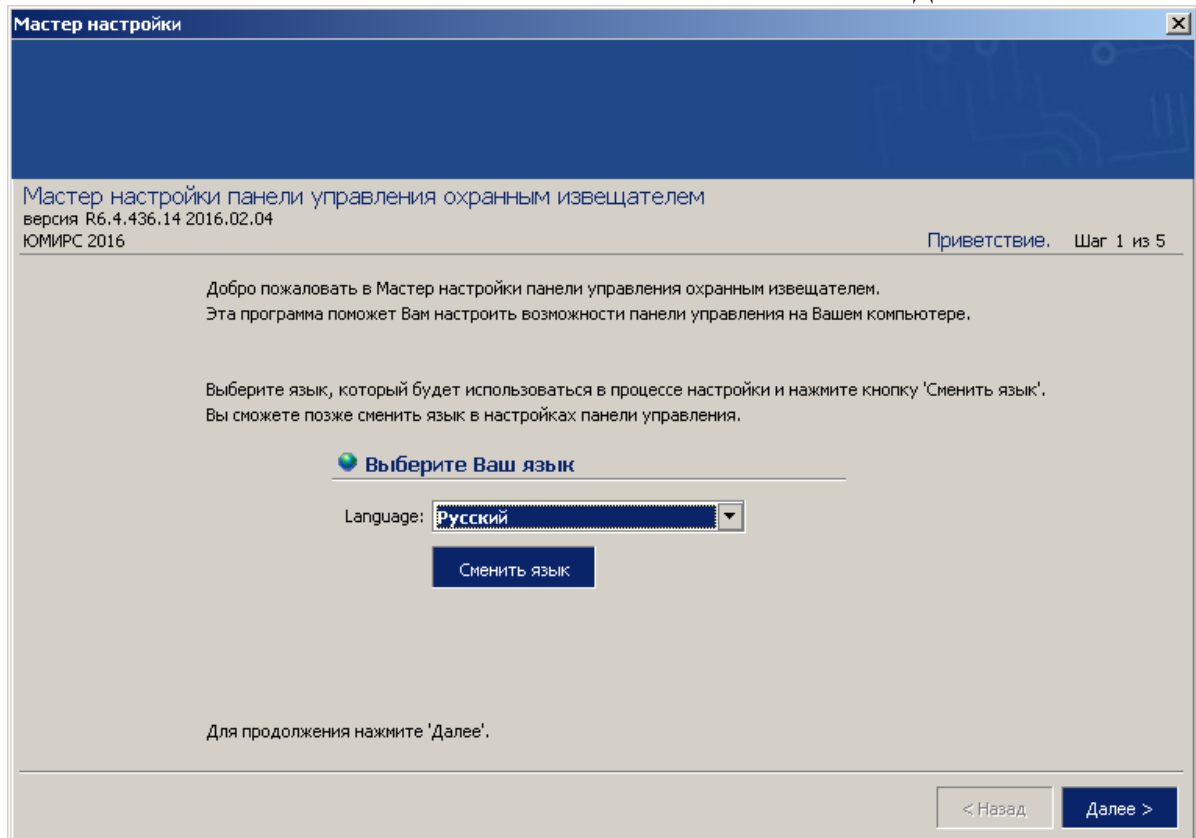 Мастер настройки
Мастер настройки панели управления охранным извещателем
версия R6.4.436.14 2016.02.04
ЮМИРС 2016
Приветствие. Шаг 1 из 5
Добро пожаловать в Мастер настройки панели управления охранным извещателем.
Эта программа поможет Вам настроить возможности панели управления на Вашем компьютере.
Выберите язык, который будет использоваться в процессе настройки и нажмите кнопку 'Сменить язык'.
Вы сможете позже сменить язык в настройках панели управления.
Выберите Ваш язык
Language: Русский
Сменить язык
Для продолжения нажмите 'Далее'.
< Назад Далее >